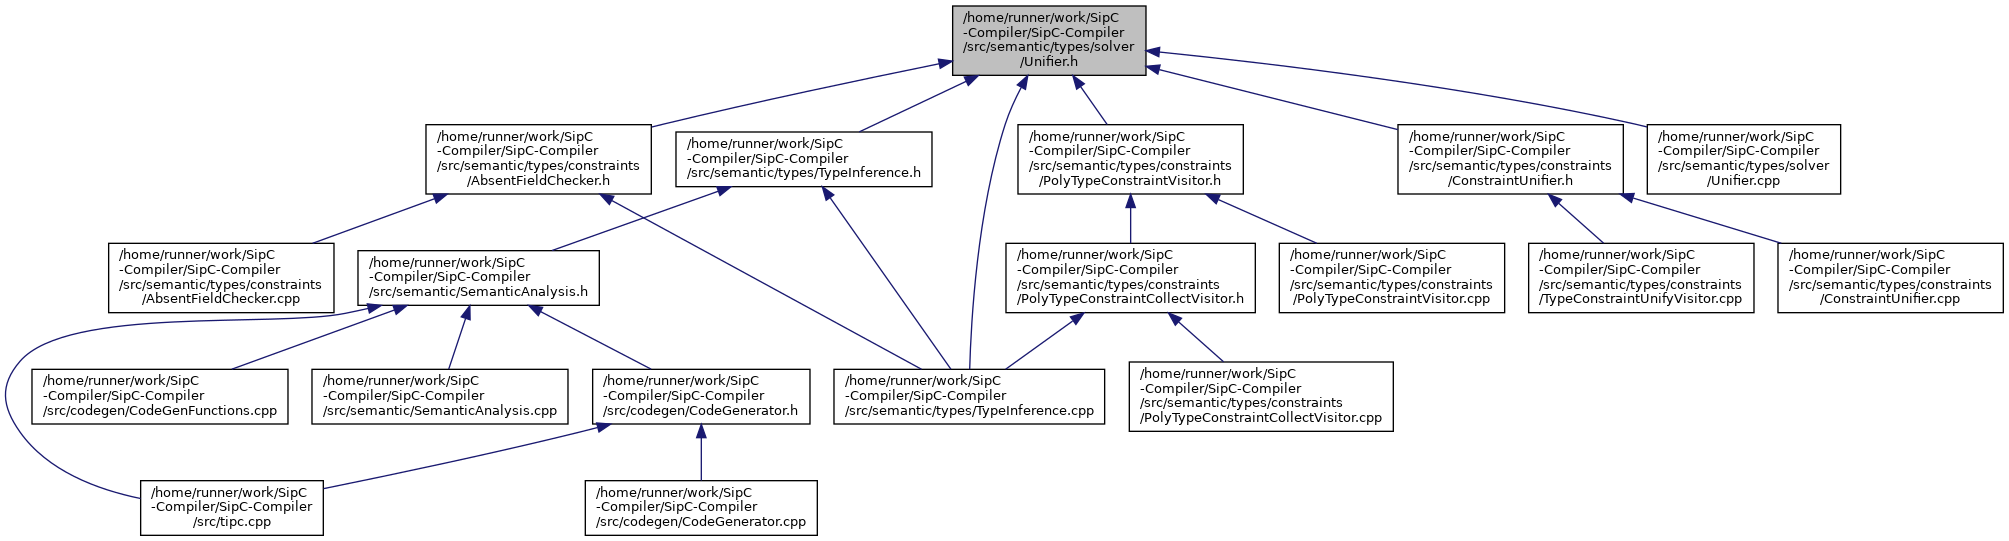 /home/runner/work/SipC
-Compiler/SipC-Compiler
/src/semantic/types/solver
/Unifier.h
/home/runner/work/SipC
-Compiler/SipC-Compiler
/src/semantic/types/constraints
/AbsentFieldChecker.h
/home/runner/work/SipC
-Compiler/SipC-Compiler
/src/semantic/types/TypeInference.h
/home/runner/work/SipC
-Compiler/SipC-Compiler
/src/semantic/types/constraints
/PolyTypeConstraintVisitor.h
/home/runner/work/SipC
-Compiler/SipC-Compiler
/src/semantic/types/constraints
/ConstraintUnifier.h
/home/runner/work/SipC
-Compiler/SipC-Compiler
/src/semantic/types/solver
/Unifier.cpp
/home/runner/work/SipC
-Compiler/SipC-Compiler
/src/semantic/types/constraints
/AbsentFieldChecker.cpp
/home/runner/work/SipC
-Compiler/SipC-Compiler
/src/semantic/SemanticAnalysis.h
/home/runner/work/SipC
-Compiler/SipC-Compiler
/src/semantic/types/constraints
/PolyTypeConstraintCollectVisitor.h
/home/runner/work/SipC
-Compiler/SipC-Compiler
/src/semantic/types/constraints
/PolyTypeConstraintVisitor.cpp
/home/runner/work/SipC
-Compiler/SipC-Compiler
/src/semantic/types/constraints
/TypeConstraintUnifyVisitor.cpp
/home/runner/work/SipC
-Compiler/SipC-Compiler
/src/semantic/types/constraints
/ConstraintUnifier.cpp
/home/runner/work/SipC
-Compiler/SipC-Compiler
/src/codegen/CodeGenFunctions.cpp
/home/runner/work/SipC
-Compiler/SipC-Compiler
/src/semantic/SemanticAnalysis.cpp
/home/runner/work/SipC
-Compiler/SipC-Compiler
/src/codegen/CodeGenerator.h
/home/runner/work/SipC
-Compiler/SipC-Compiler
/src/semantic/types/TypeInference.cpp
/home/runner/work/SipC
-Compiler/SipC-Compiler
/src/semantic/types/constraints
/PolyTypeConstraintCollectVisitor.cpp
/home/runner/work/SipC
-Compiler/SipC-Compiler
/src/tipc.cpp
/home/runner/work/SipC
-Compiler/SipC-Compiler
/src/codegen/CodeGenerator.cpp